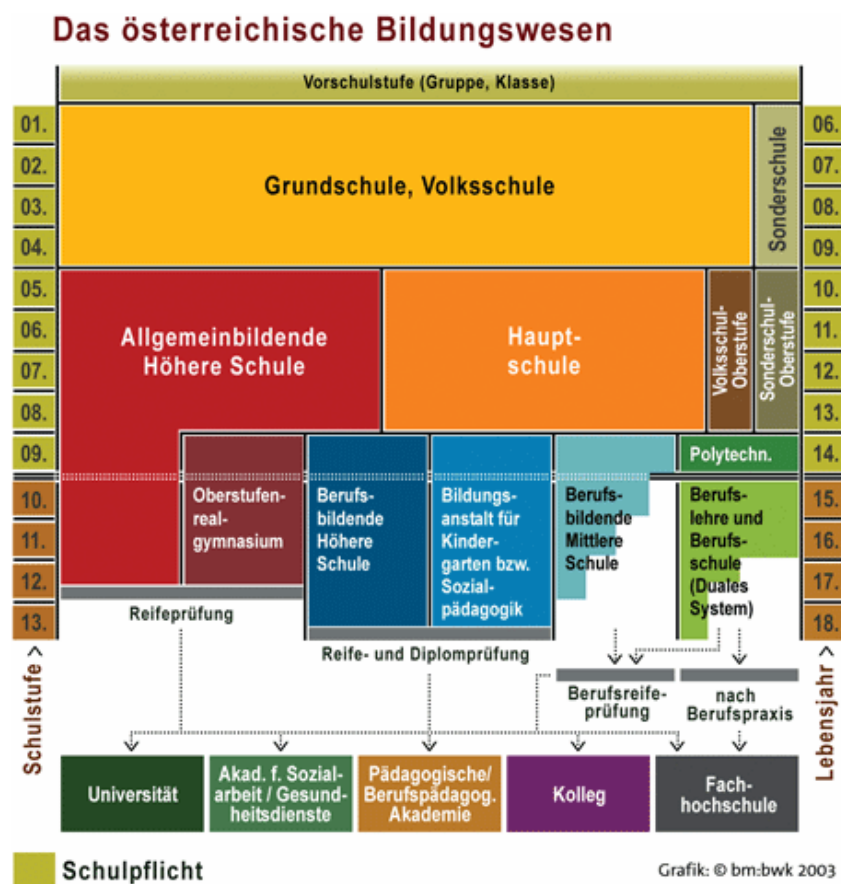 Das österreichische Bildungswesen
Vorschulstufe (Gruppe, Klasse)
01.
02.
03.
04.
05.
06.
07.
08.
09.
10.
11.
12.
13.
Schulstufe >
Grundschule, Volksschule
Sonderschule
Allgemeinbildende
Höhere Schule
Haupt-
schule
Volksschul-
Oberstufe
Sonderschul-
Oberstufe
Polytechn.
Oberstufen-
real-
gymnasium
Berufs-
bildende
Höhere
Schule
Bildungs-
anstalt für
Kinder-
garten bzw.
Sozial-
pädagogik
Berufs-
bildende
Mittlere
Schule
Berufs-
lehre und
Berufs-
schule
(Duales
System)
06.
07.
08.
09.
10.
11.
12.
13.
14.
15.
16.
17.
18.
Lebensjahr >
Reifeprüfung
Reife- und Diplomprüfung
Berufsreife-
prüfung
nach
Berufspraxis
Universität
Akad. f. Sozial-
arbeit / Gesund-
heitsdienste
Pädagogische/
Berufspädagog.
Akademie
Kolleg
Fach-
hochschule
Schulpflicht
Grafik: © bm:bwk 2003